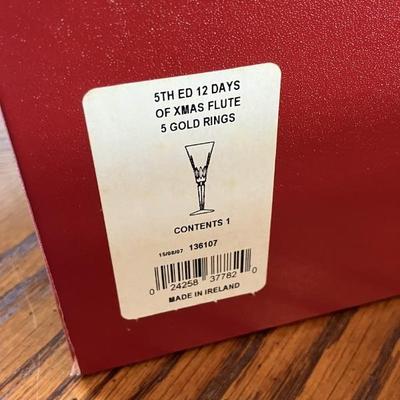 5TH ED 12 DAYS
OF XMAS FLUTE
5 GOLD RINGS
CONTENTS 1
15/08/07 136107
0 24258 37782 0
MADE IN IRELAND